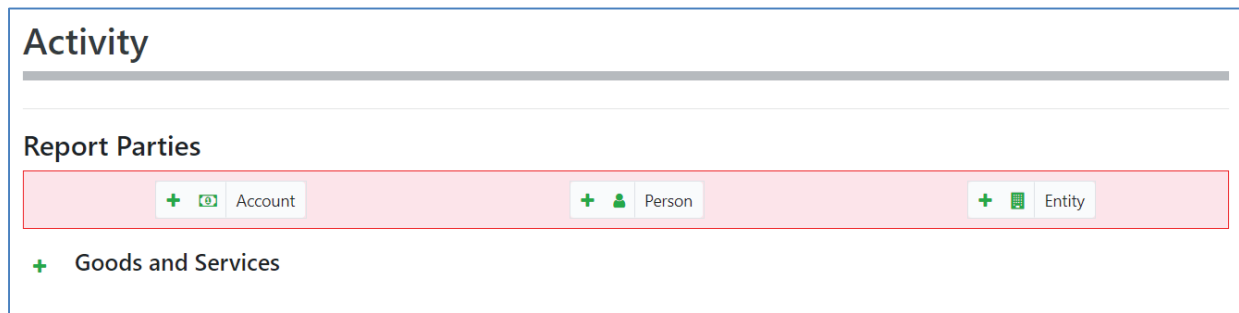 Activity
Report Parties
+ Account + Person + Entity
+ Goods and Services